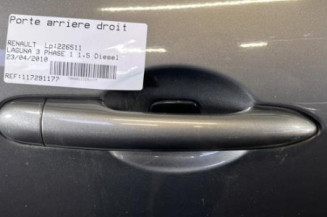 Porte arriere droit
RENAULT Lp:226511
LAGUNA 3 PHASE 1 1.5 Diesel
23/04/2010
REF:117291177